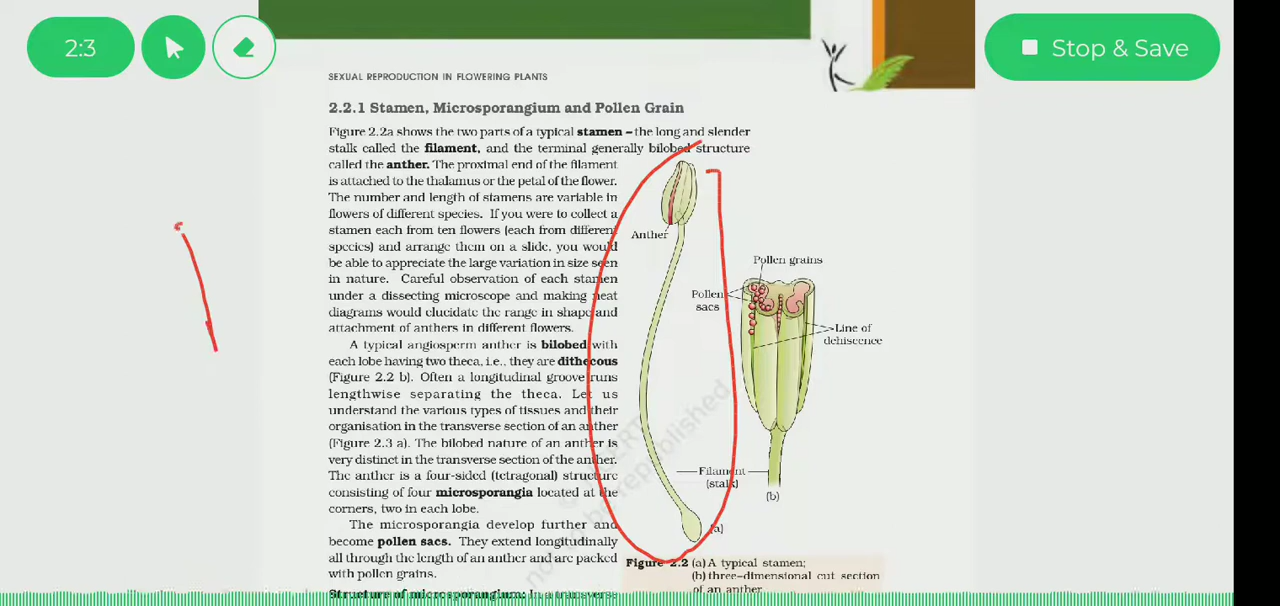 2:3
Stop & Save
SEXUAL REPRODUCTION IN FLOWERING PLANTS
2.2.1 Stamen, Microsporangium and Pollen Grain
Figure 2.2a shows the two parts of a typical stamen – the long and slender
stalk called the filament, and the terminal generally bilobed structure
called the anther. The proximal end of the filament
is attached to the thalamus or the petal of the flower.
The number and length of stamens are variable in
flowers of different species. If you were to collect a
stamen each from ten flowers (each from different
species) and arrange them on a slide, you would
be able to appreciate the large variation in size seen
in nature. Careful observation of each stamen
under a dissecting microscope and making neat
diagrams would elucidate the range in shape and
attachment of anthers in different flowers.
A typical angiosperm anther is bilobed with
each lobe having two theca, i.e., they are dithecous
(Figure 2.2 b). Often a longitudinal groove runs
lengthwise separating the theca. Let us
understand the various types of tissues and their
organisation in the transverse section of an anther
(Figure 2.3 a). The bilobed nature of an anther is
very distinct in the transverse section of the anther.
The anther is a four-sided (tetragonal) structure
consisting of four microsporangia located at the
corners, two in each lobe.
The microsporangia develop further and
become pollen sacs. They extend longitudinally
all through the length of an anther and are packed
with pollen grains.
Structure of microsporangium: In a transverse
Anther
Pollen grains
Pollen
sacs
Line of
dehiscence
Filament
(stalk)
(b)
(a)
Figure 2.2 (a) A typical stamen;
(b) three–dimensional cut section
of an anther
not to be republished